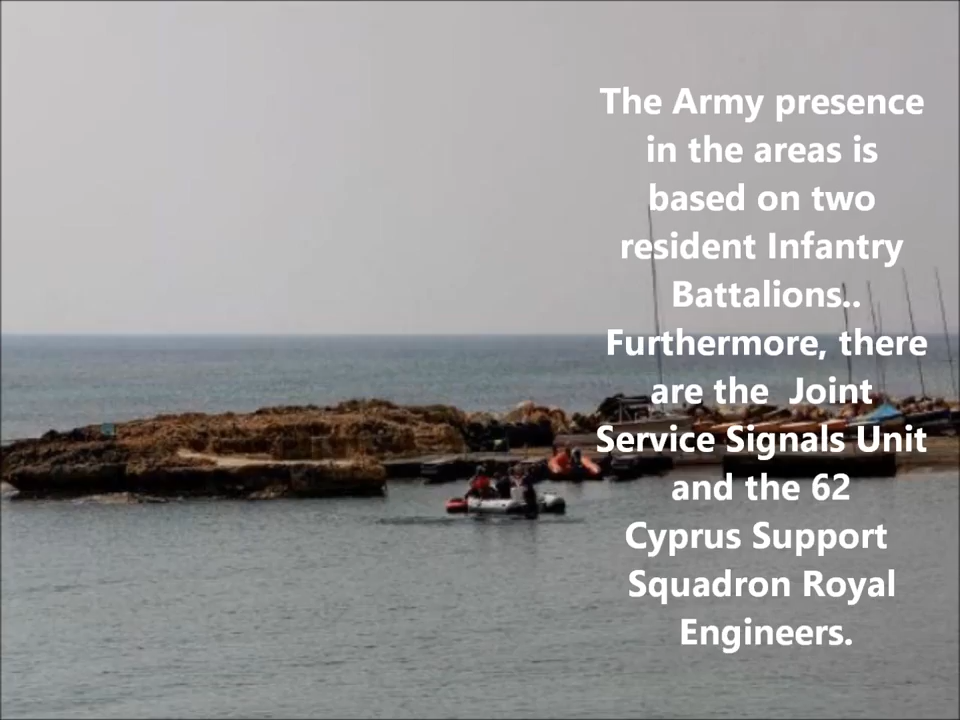 The Army presence
in the areas is
based on two
resident Infantry
Battalions..
Furthermore, there
are the  Joint
Service Signals Unit
and the 62
Cyprus Support
Squadron Royal
Engineers.